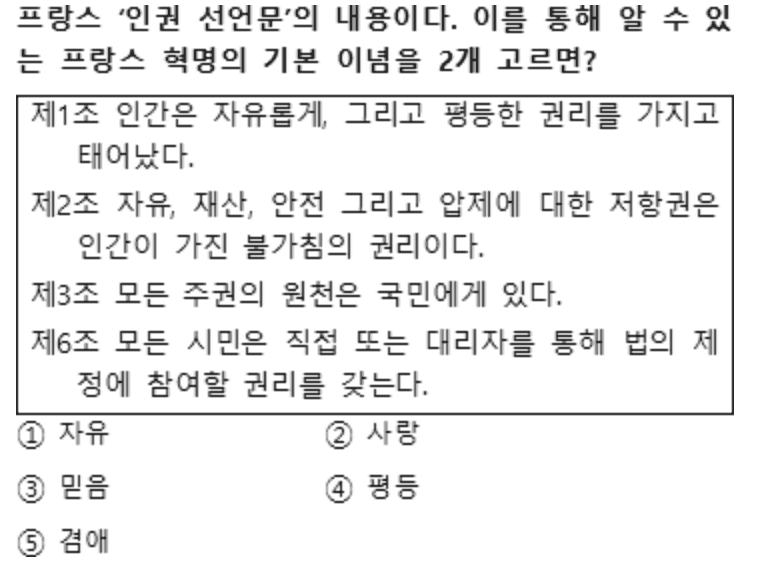 프랑스 ‘인권 선언문’의 내용이다. 이를 통해 알 수 있
는 프랑스 혁명의 기본 이념을 2개 고르면?
제1조 인간은 자유롭게, 그리고 평등한 권리를 가지고
태어났다.
제2조 자유, 재산, 안전 그리고 압제에 대한 저항권은
인간이 가진 불가침의 권리이다.
제3조 모든 주권의 원천은 국민에게 있다.
제6조 모든 시민은 직접 또는 대리자를 통해 법의 제
정에 참여할 권리를 갖는다.
① 자유 ② 사랑
③ 믿음 ④ 평등
⑤ 겸애